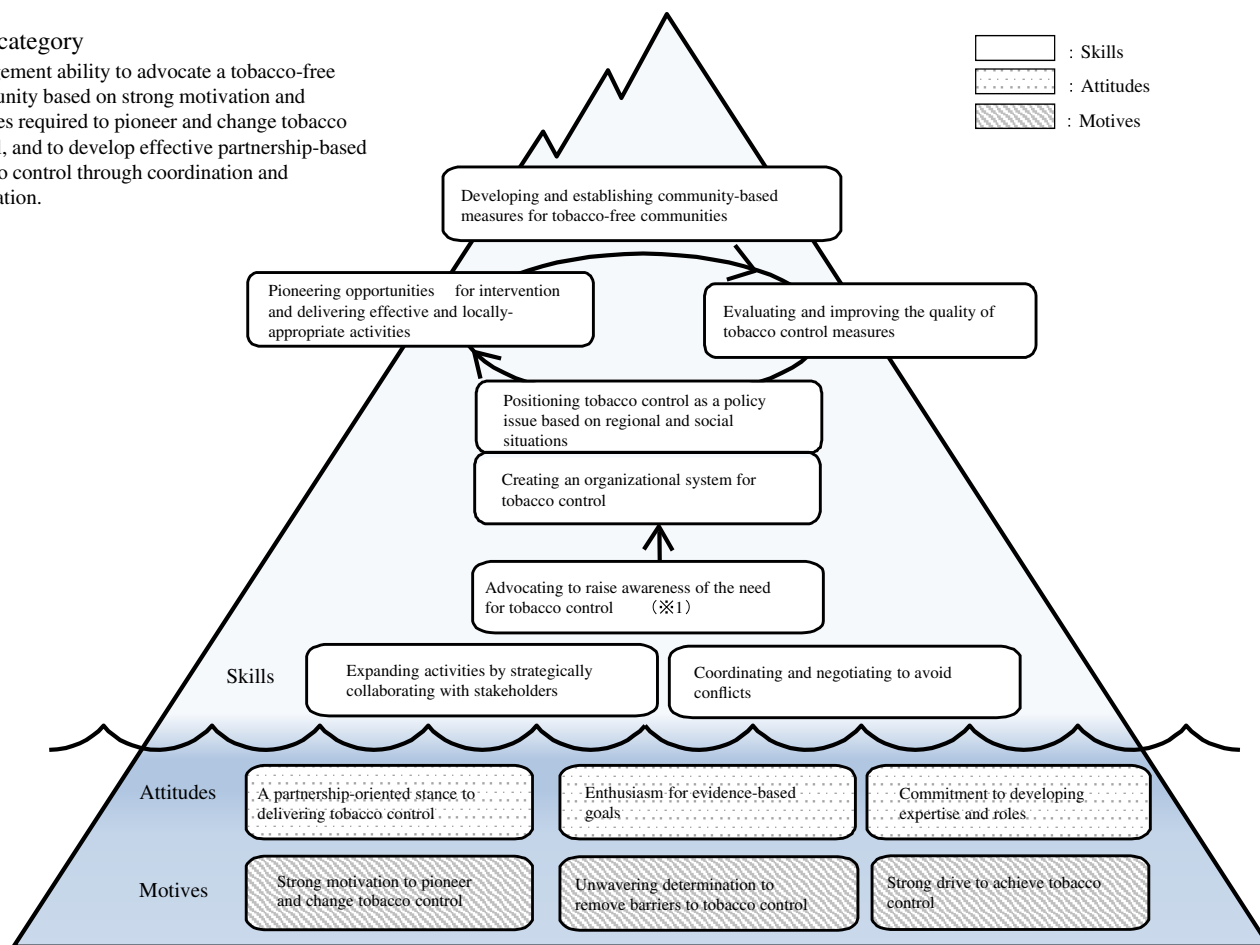 category
ement ability to advocate a tobacco-free
unity based on strong motivation and
es required to pioneer and change tobacco
l, and to develop effective partnership-based
o control through coordination and
ation.
: Skills
: Attitudes
: Motives
Developing and establishing community-based
measures for tobacco-free communities
Pioneering opportunities for intervention
and delivering effective and locally-
appropriate activities
Evaluating and improving the quality of
tobacco control measures
Positioning tobacco control as a policy
issue based on regional and social
situations
Creating an organizational system for
tobacco control
Advocating to raise awareness of the need
for tobacco control （※1）
Skills
Expanding activities by strategically
collaborating with stakeholders
Coordinating and negotiating to avoid
conflicts
Attitudes
A partnership-oriented stance to
delivering tobacco control
Enthusiasm for evidence-based
goals
Commitment to developing
expertise and roles
Motives
Strong motivation to pioneer
and change tobacco control
Unwavering determination to
remove barriers to tobacco control
Strong drive to achieve tobacco
control